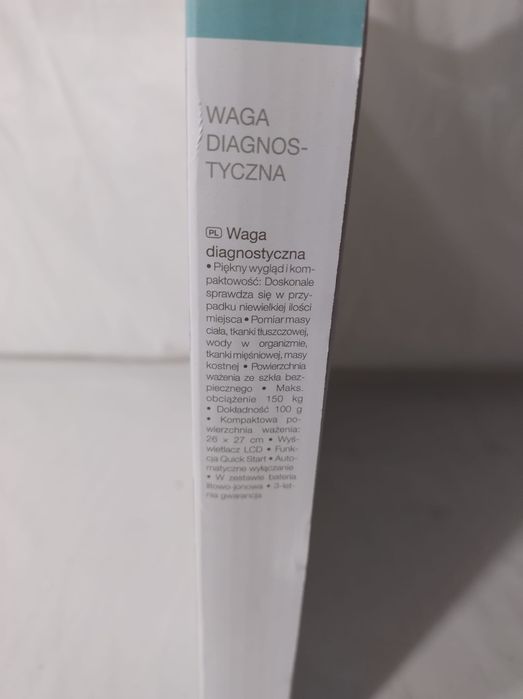 WAGA
DIAGNOS-
TYCZNA
PL Waga
diagnostyczna
• Piękny wygląd i kom-
paktowość: Doskonale
sprawdza się w przy-
padku niewielkiej ilości
miejsca • Pomiar masy
ciała, tkanki tłuszczowej,
wody w organizmie,
tkanki mięśniowej, masy
kostnej • Powierzchnia
ważenia ze szkła bez-
piecznego • Maks.
obciążenie 150 kg
• Dokładność 100 g
• Kompaktowa po-
wierzchnia ważenia:
26 x 27 cm • Wyś-
wietlacz LCD • Funk-
cja Quick Start • Auto-
matyczne wyłączanie
• W zestawie bateria
litowo-jonowa • 3-let-
nia gwarancja